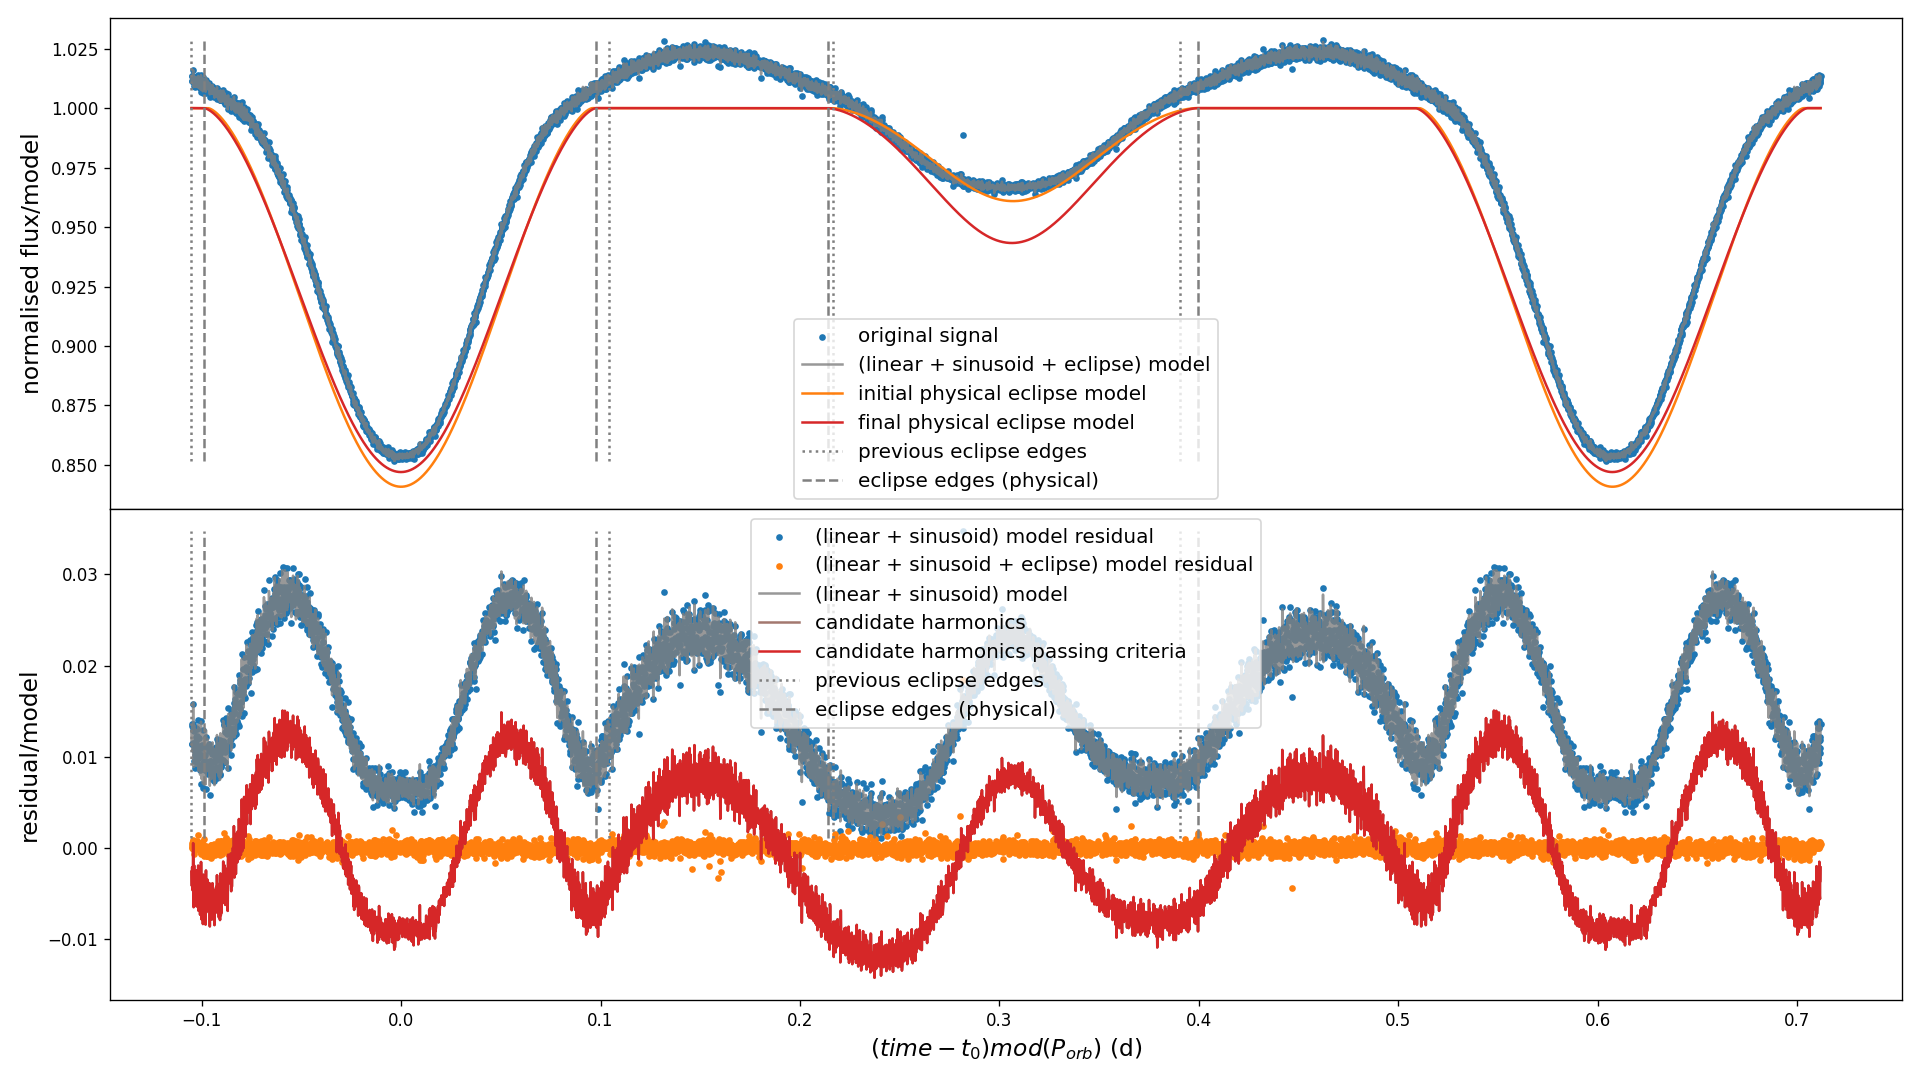 normalised flux/model
1.025
1.000
0.975
0.950
0.925
0.900
0.875
0.850
original signal
(linear + sinusoid + eclipse) model
initial physical eclipse model
final physical eclipse model
previous eclipse edges
eclipse edges (physical)
residual/model
0.03
0.02
0.01
0.00
−0.01
(linear + sinusoid) model residual
(linear + sinusoid + eclipse) model residual
(linear + sinusoid) model
candidate harmonics
candidate harmonics passing criteria
previous eclipse edges
eclipse edges (physical)
−0.1 0.0 0.1 0.2 0.3 0.4 0.5 0.6 0.7
(time − t₀)mod(Pₒᵣb) (d)